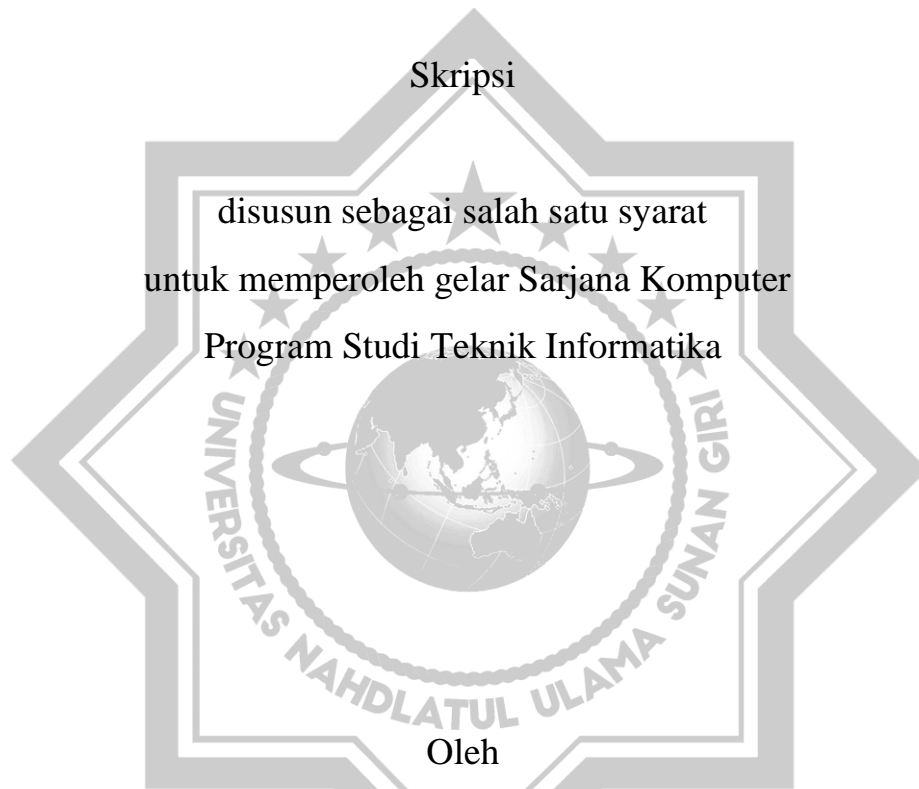 Skripsi
disusun sebagai salah satu syarat
untuk memperoleh gelar Sarjana Komputer
Program Studi Teknik Informatika
UNIVERSITAS NAHDLATUL ULAMA SUNAN GIRI
Oleh